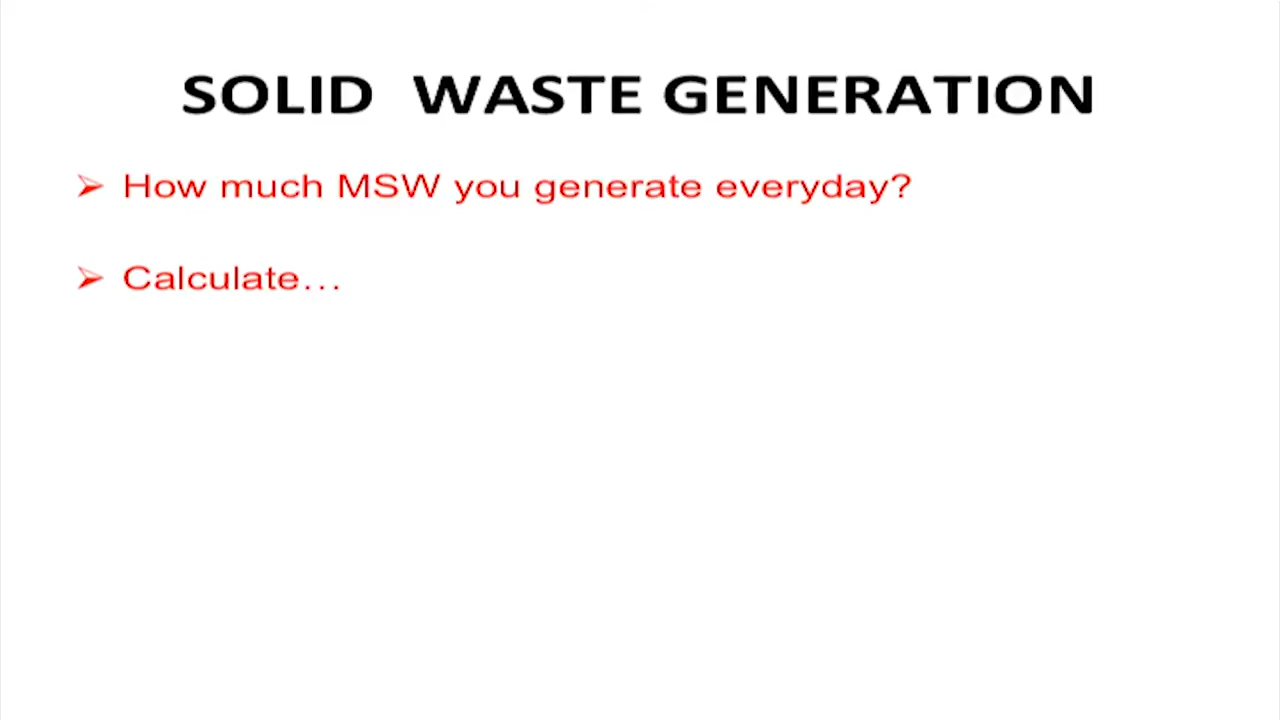 SOLID  WASTE GENERATION
➢ How much MSW you generate everyday?
➢ Calculate…